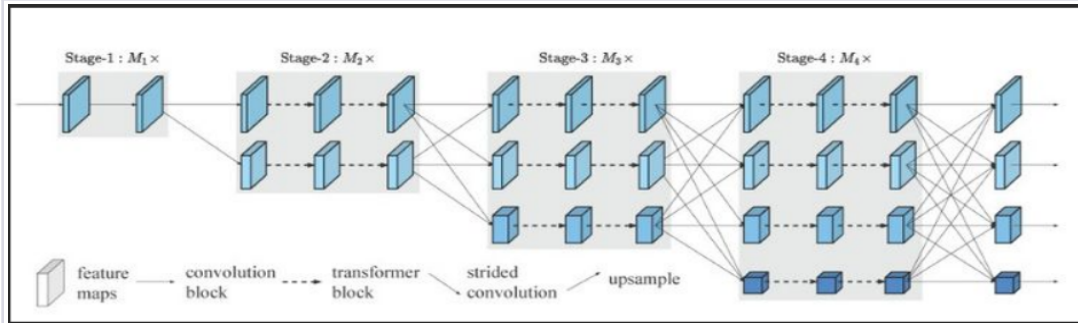 Stage-1 : M₁ ×
Stage-2 : M₂ ×
Stage-3 : M₃ ×
Stage-4 : M₄ ×
feature
maps
convolution
block
transformer
block
strided
convolution
upsample